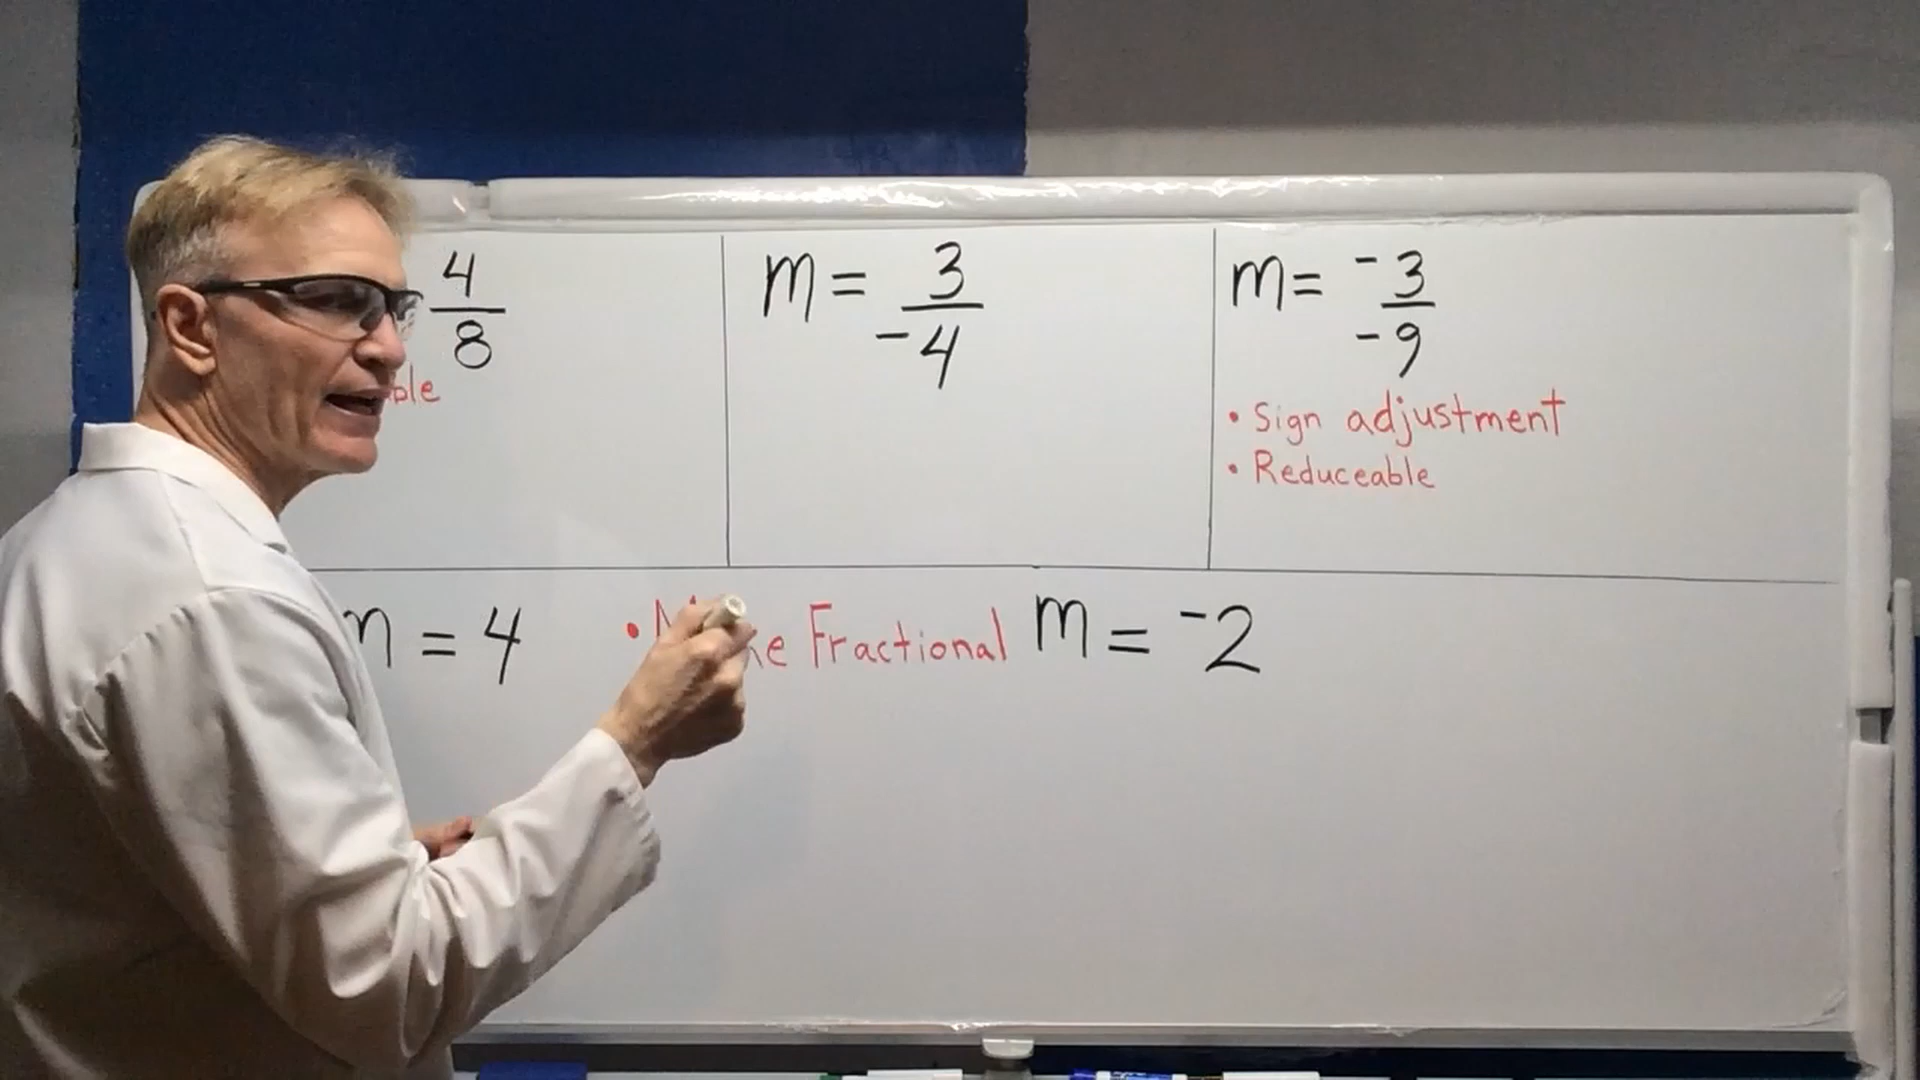 4
8
m = 3
-4
m = -3
-9
• Sign adjustment
• Reduceable
= 4
• Fractional
m = -2